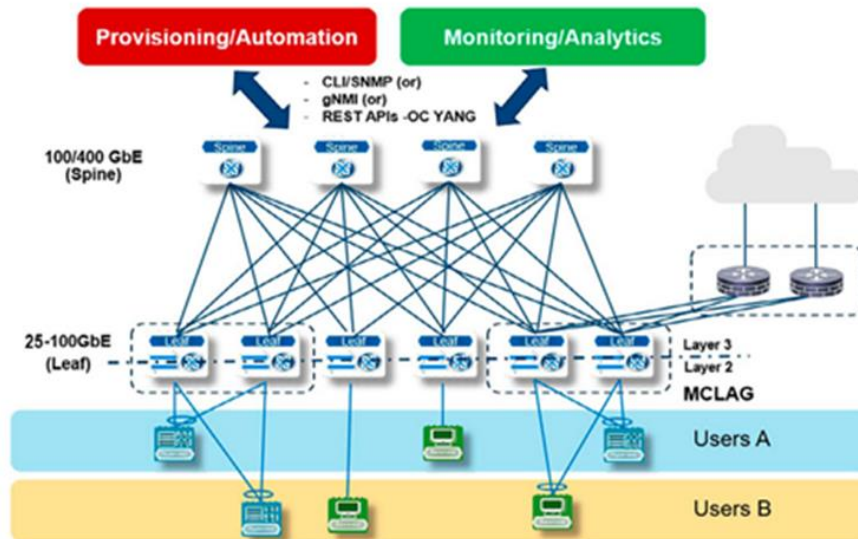 Provisioning/Automation
Monitoring/Analytics
- CLI/SNMP (or)
- gNMI (or)
- REST APIs -OC YANG
100/400 GbE
(Spine)
Spine
Spine
Spine
Spine
25-100GbE
(Leaf)
Leaf
Leaf
Leaf
Leaf
Leaf
Leaf
Layer 3
Layer 2
MCLAG
Users A
Users B